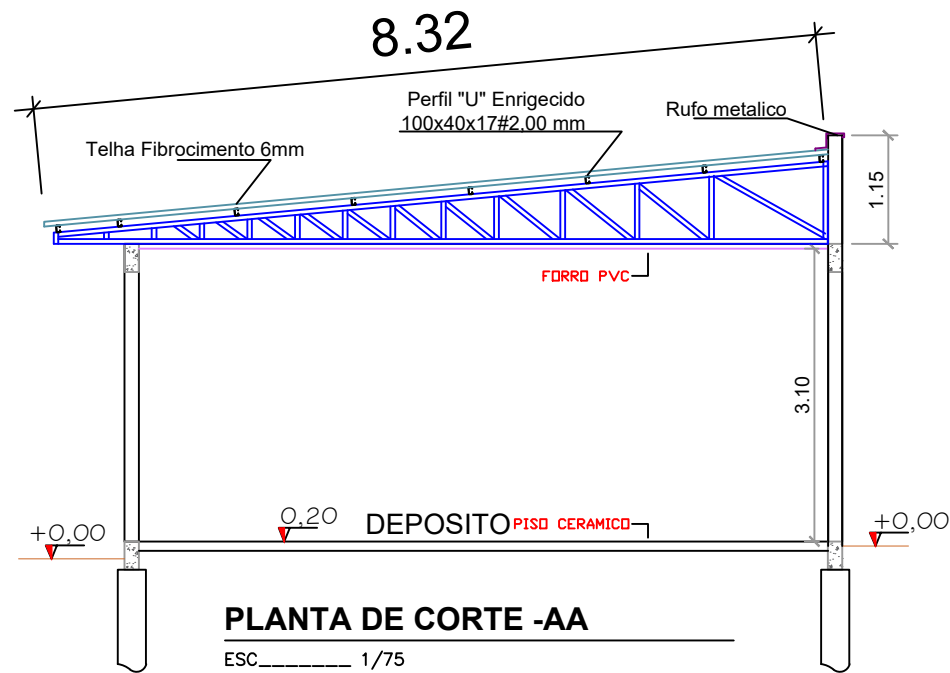 8.32
Perfil "U" Enrigecido
100x40x17#2,00 mm
Rufo metalico
Telha Fibrocimento 6mm
1.15
FORRO PVC
3.10
+0,00
0,20
DEPOSITO
PISO CERAMICO
+0,00
PLANTA DE CORTE -AA
ESC_______ 1/75